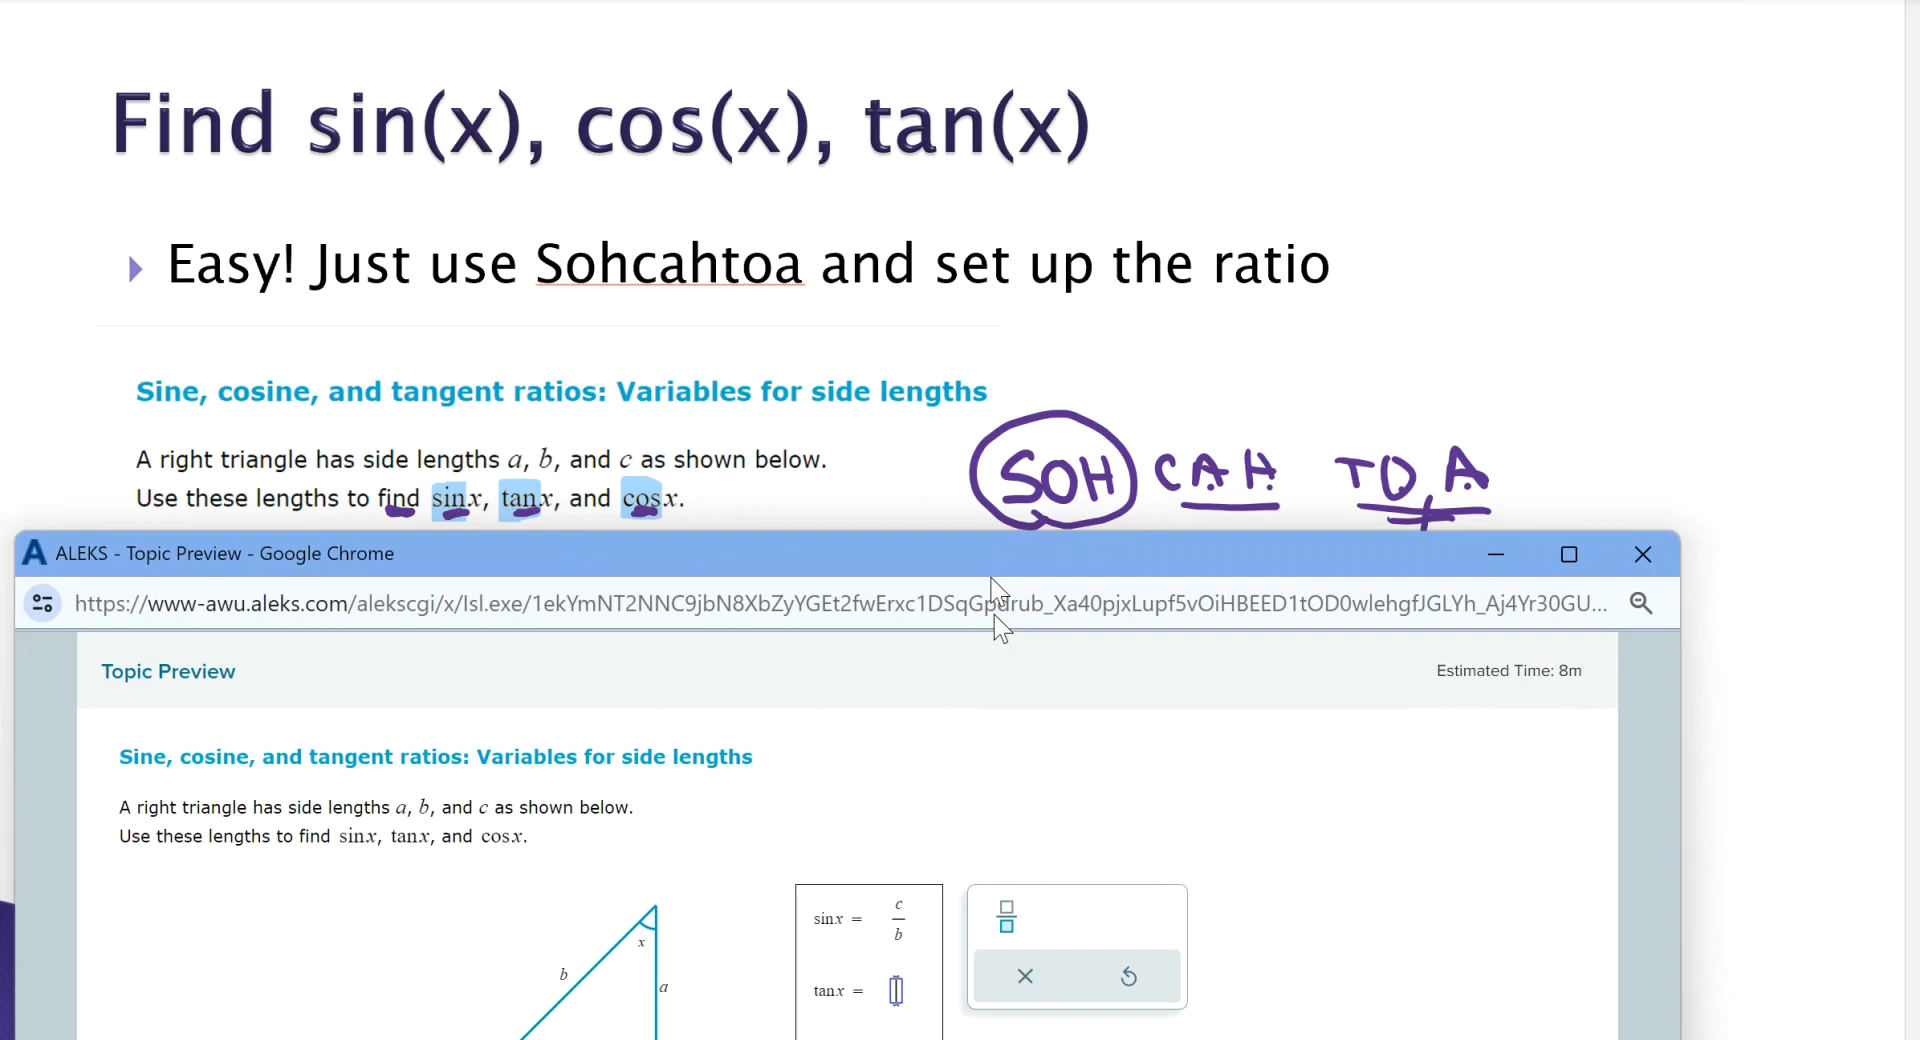 Find sin(x), cos(x), tan(x)
Easy! Just use Sohcahtoa and set up the ratio
Sine, cosine, and tangent ratios: Variables for side lengths
A right triangle has side lengths a, b, and c as shown below.
Use these lengths to find sinx, tanx, and cosx.
SOH CAH TOA
ALEKS - Topic Preview - Google Chrome
Topic Preview
Estimated Time: 8m
Sine, cosine, and tangent ratios: Variables for side lengths
A right triangle has side lengths a, b, and c as shown below.
Use these lengths to find sinx, tanx, and cosx.
x
b
a
sinx = c/b
tanx =